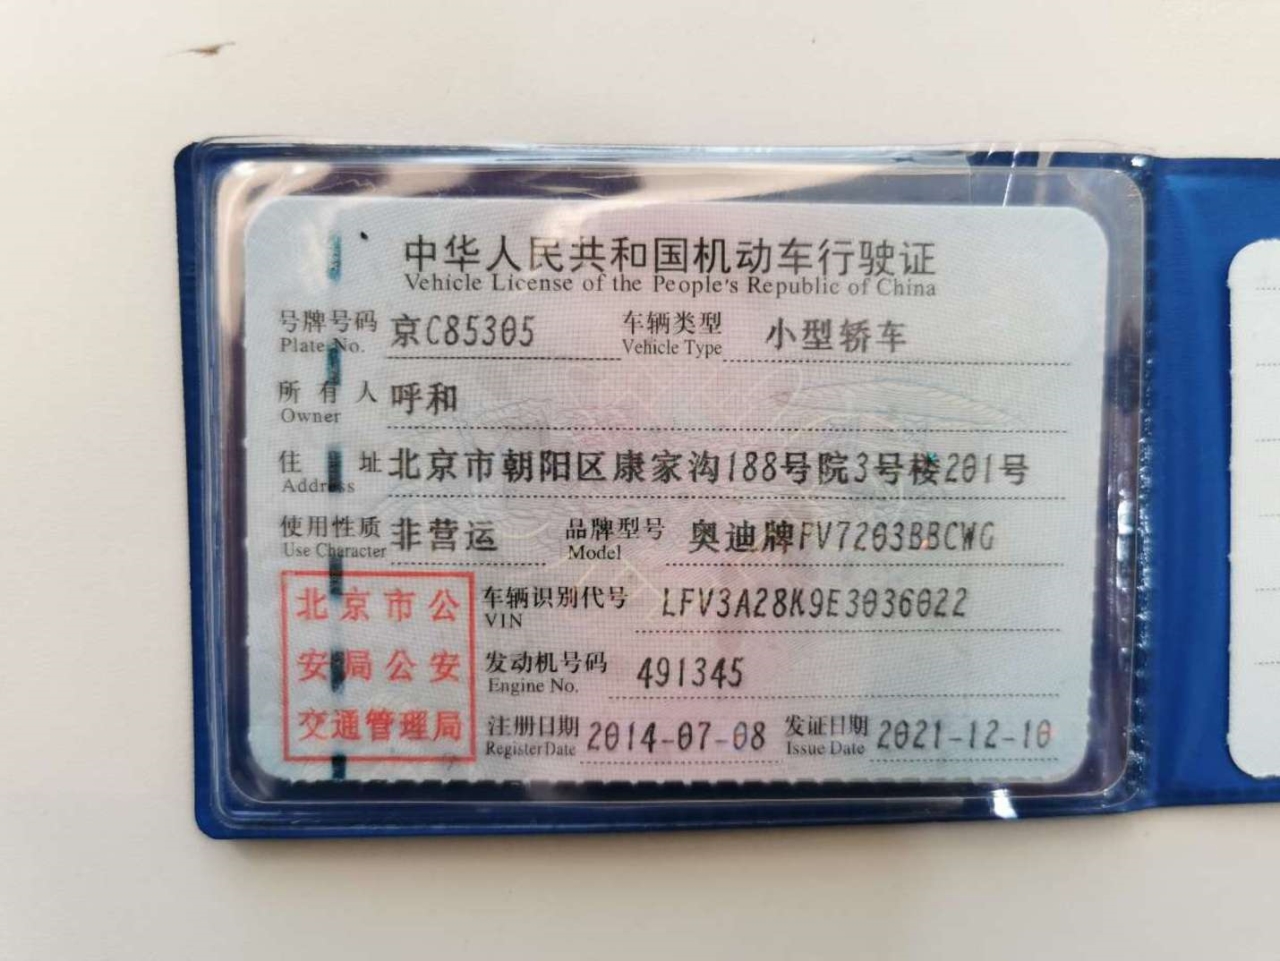 中华人民共和国机动车行驶证
Vehicle License of the People's Republic of China
号牌号码 京C85305 车辆类型 小型轿车
Plate No. Vehicle Type
所有人 呼和
Owner
住址 北京市朝阳区康家沟188号院3号楼201号
Address
使用性质 非营运 品牌型号 奥迪牌FV7203BBCWG
Use Character Model
北京市公 车辆识别代号 LFV3A28K9E3036022
VIN
安局公安 发动机号码 491345
Engine No.
交通管理局 注册日期 2014-07-08 发证日期 2021-12-10
Register Date Issue Date